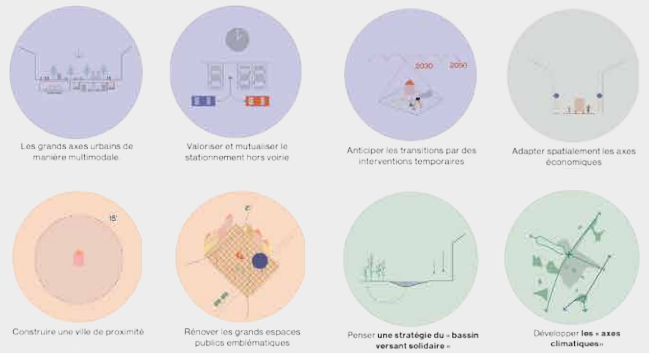 2030
2050
Les grands axes urbains de
manière multimodale.
Valoriser et mutualiser le
stationnement hors voirie
Anticiper les transitions par des
interventions temporaires
Adapter spatialement les axes
économiques
15'
Construire une ville de proximité
Rénover les grands espaces
publics emblématiques
Penser une stratégie du « bassin
versant solidaire »
Développer les « axes
climatiques»